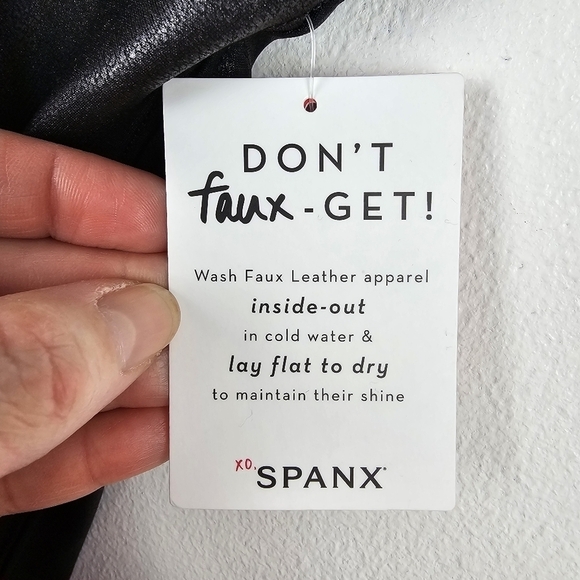 DON'T
faux-GET!
Wash Faux Leather apparel
inside-out
in cold water &
lay flat to dry
to maintain their shine
XO, SPANX®